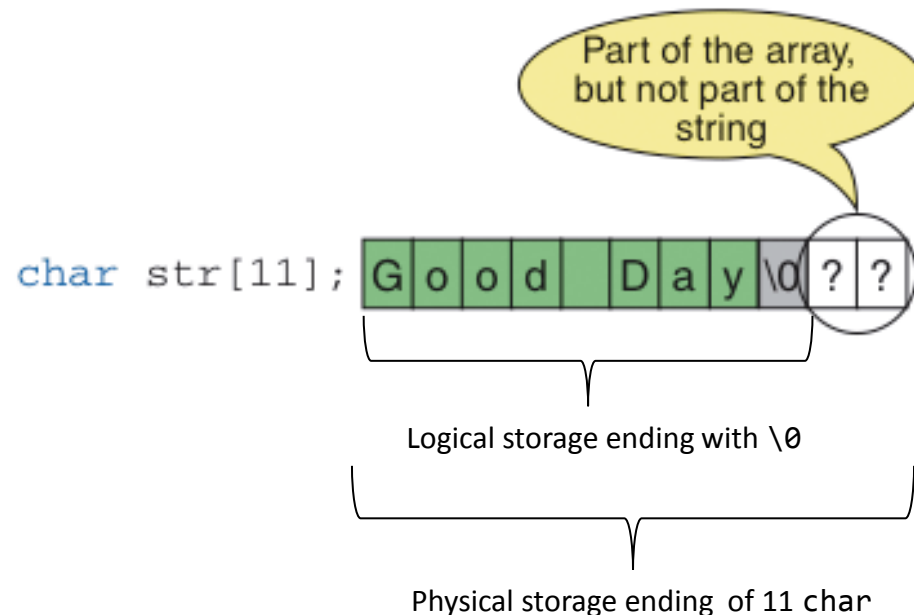 Part of the array,
but not part of the
string
char str[11]; G o o d D a y \0 ? ?
Logical storage ending with \0
Physical storage ending of 11 char